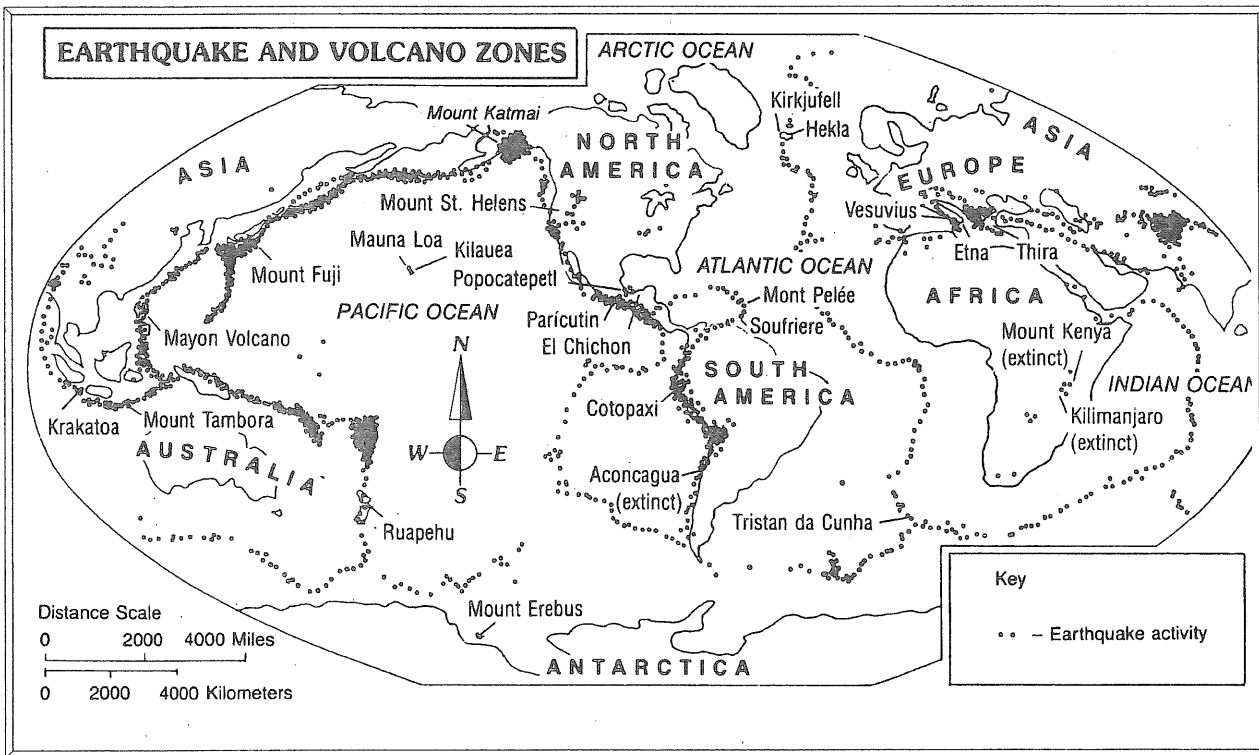 EARTHQUAKE AND VOLCANO ZONES
ARCTIC OCEAN
Kirkjufell
Hekla
Mount Katmai
NORTH
AMERICA
ASIA
ASIA
EUROPE
Mount St. Helens
Vesuvius
Mauna Loa
Kilauea
Mount Fuji
Popocatepetl
Etna
Thira
ATLANTIC OCEAN
PACIFIC OCEAN
Mont Pelée
AFRICA
Parícutin
Soufriere
Mayon Volcano
El Chichon
Mount Kenya
(extinct)
N
SOUTH
AMERICA
INDIAN OCEAN
Cotopaxi
Krakatoa
Mount Tambora
Kilimanjaro
(extinct)
AUSTRALIA
W
E
S
Aconcagua
(extinct)
Ruapehu
Tristan da Cunha
Key
– Earthquake activity
Distance Scale
0 2000 4000 Miles
0 2000 4000 Kilometers
Mount Erebus
ANTARCTICA